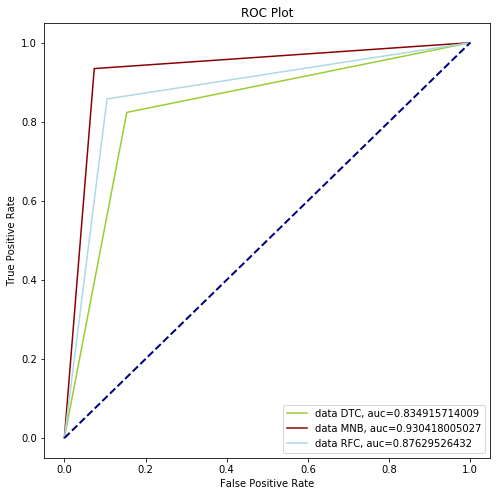 ROC Plot
1.0
0.8
0.6
0.4
0.2
0.0
True Positive Rate
data DTC, auc=0.834915714009
data MNB, auc=0.930418005027
data RFC, auc=0.87629526432
0.0 0.2 0.4 0.6 0.8 1.0
False Positive Rate